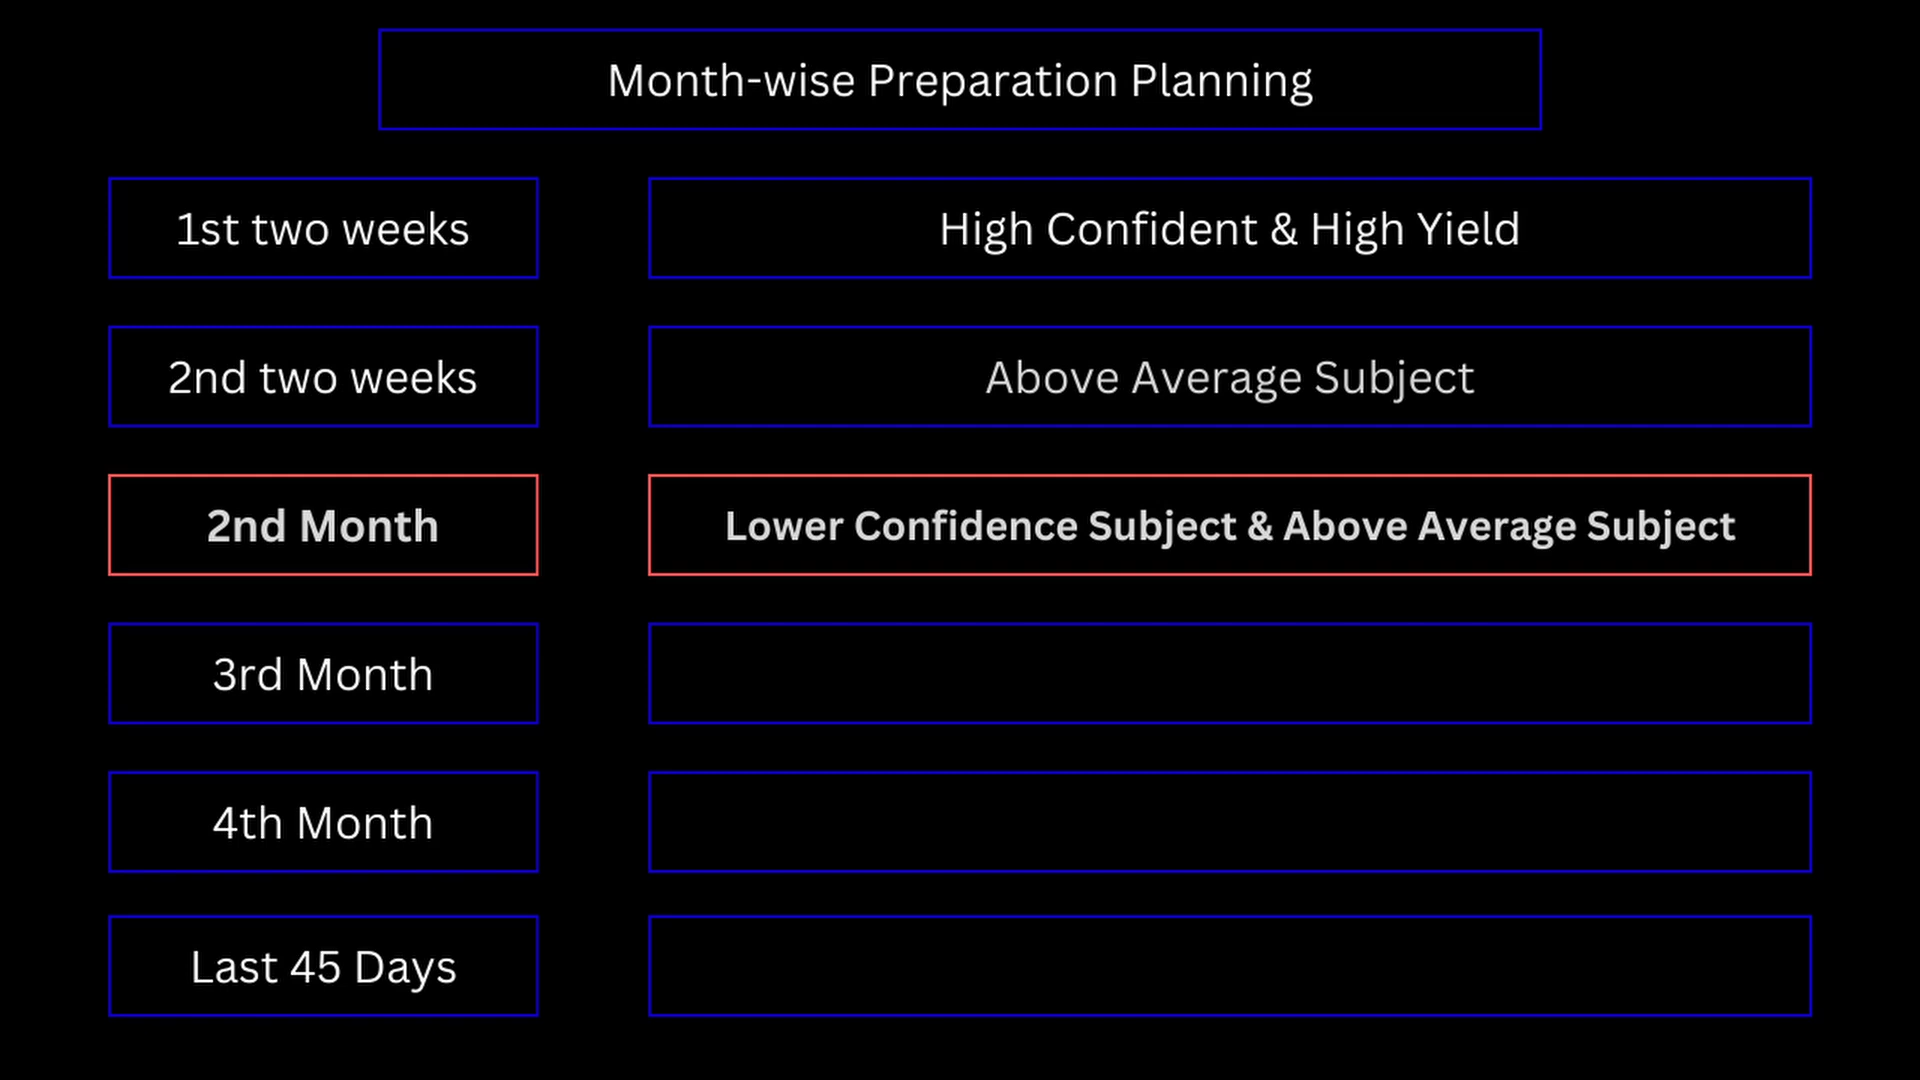 Month-wise Preparation Planning
1st two weeks
High Confident & High Yield
2nd two weeks
Above Average Subject
2nd Month
Lower Confidence Subject & Above Average Subject
3rd Month
4th Month
Last 45 Days